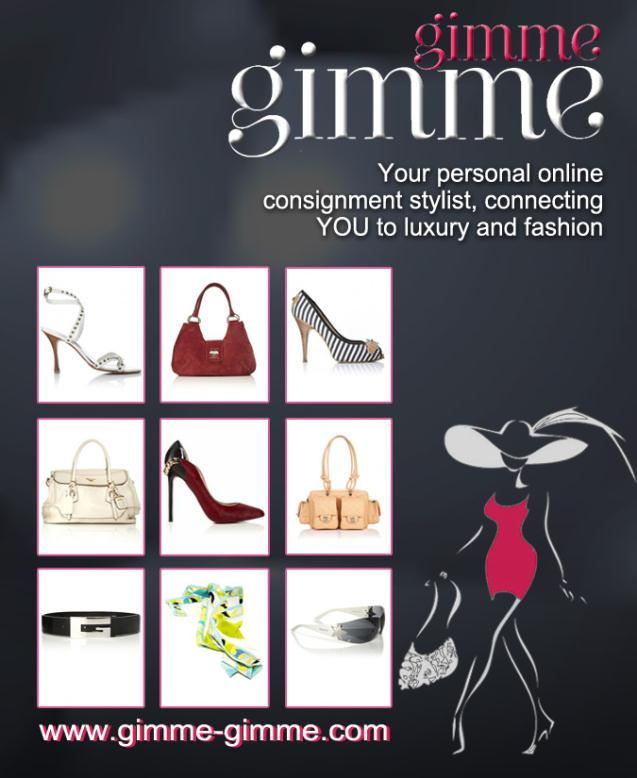 gimme
gimme
Your personal online
consignment stylist, connecting
YOU to luxury and fashion
www.gimme-gimme.com